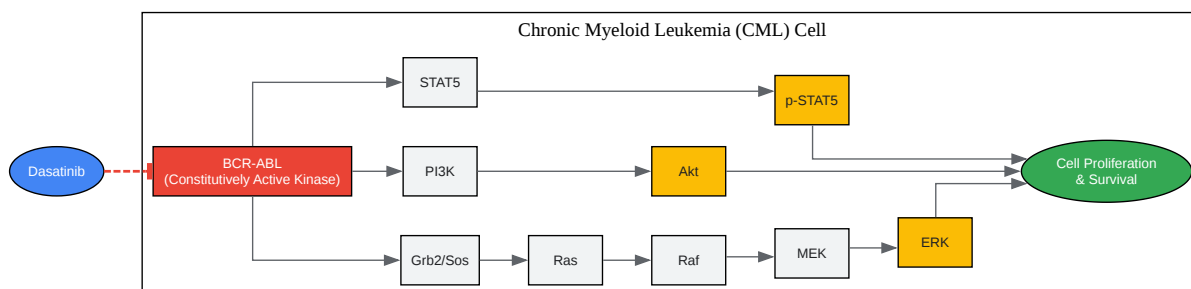 Chronic Myeloid Leukemia (CML) Cell
STAT5
p-STAT5
Dasatinib
BCR-ABL
(Constitutively Active Kinase)
PI3K
Akt
Cell Proliferation
& Survival
Grb2/Sos
Ras
Raf
MEK
ERK